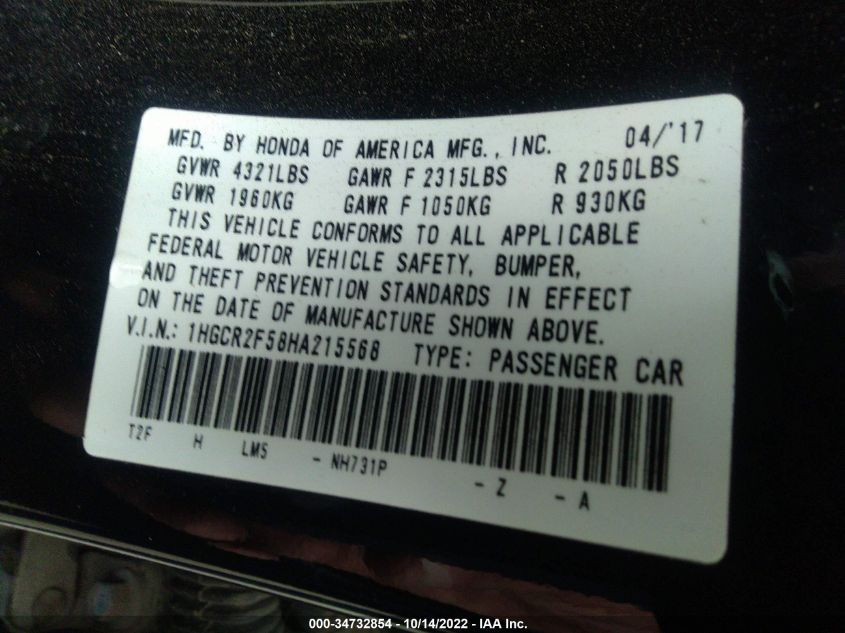 MFD. BY HONDA OF AMERICA MFG., INC. 04/'17
GVWR 4321LBS GAWR F 2315LBS R 2050LBS
GVWR 1960KG GAWR F 1050KG R 930KG
THIS VEHICLE CONFORMS TO ALL APPLICABLE
FEDERAL MOTOR VEHICLE SAFETY, BUMPER,
AND THEFT PREVENTION STANDARDS IN EFFECT
ON THE DATE OF MANUFACTURE SHOWN ABOVE.
V.I.N.: 1HGCR2F58HA215568 TYPE: PASSENGER CAR
T2F H LM5 - NH731P - Z - A
000-34732854 - 10/14/2022 - IAA Inc.